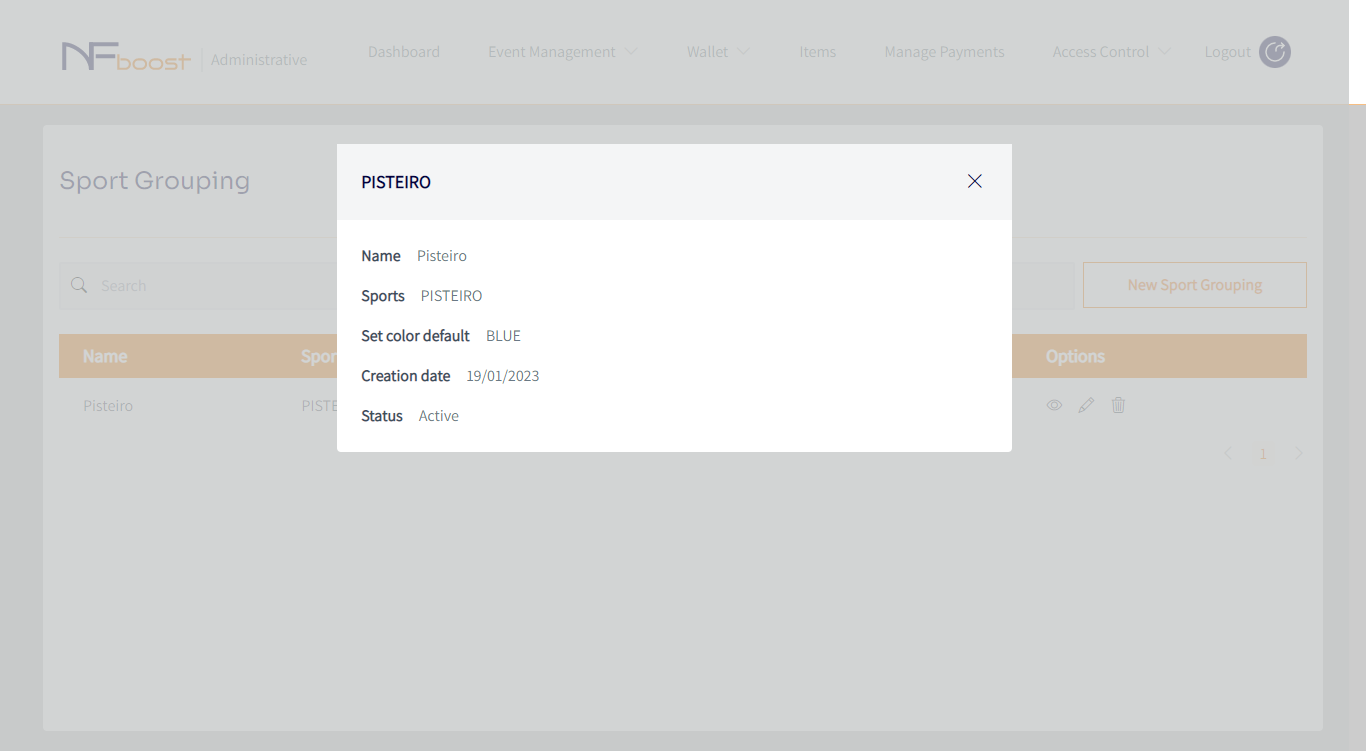 NFboost Administrative Dashboard Event Management Wallet Items Manage Payments Access Control Logout
Sport Grouping
PISTEIRO
Name Pisteiro
Sports PISTEIRO
Set color default BLUE
Creation date 19/01/2023
Status Active
Search
New Sport Grouping
Name Spor Options
Pisteiro PISTE
1